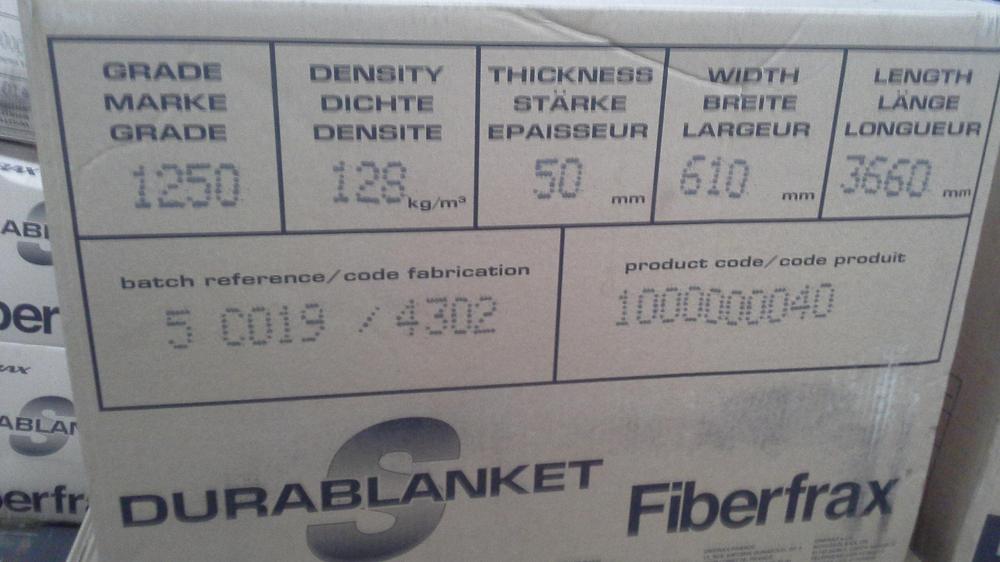 GRADE
MARKE
GRADE
1250
DENSITY
DICHTE
DENSITE
128 kg/m³
THICKNESS
STÄRKE
EPAISSEUR
50 mm
WIDTH
BREITE
LARGEUR
610 mm
LENGTH
LÄNGE
LONGUEUR
3660 mm
batch reference/code fabrication
5 C019 / 4302
product code/code produit
1000000040
S
DURABLANKET
Fiberfrax